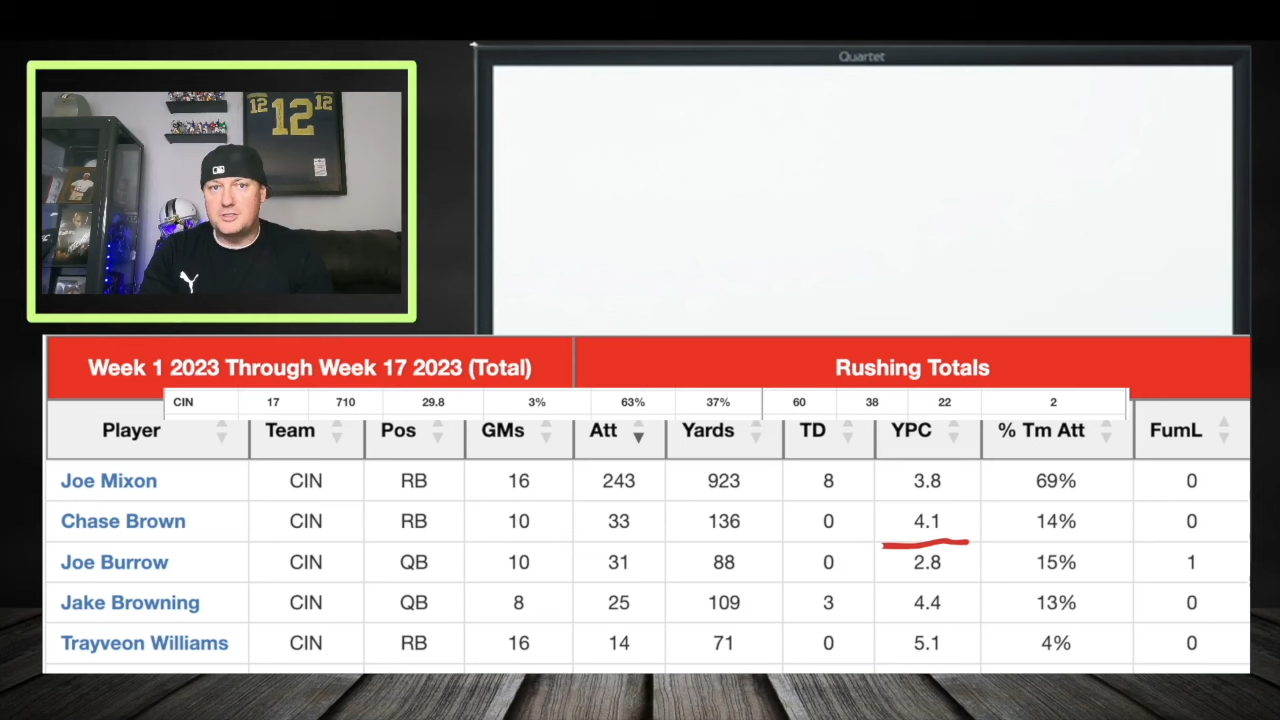 Quartet
12 12 12
Week 1 2023 Through Week 17 2023 (Total) Rushing Totals
CIN 17 710 29.8 3% 63% 37% 60 38 22 2
Player Team Pos GMs Att Yards TD YPC % Tm Att FumL
Joe Mixon CIN RB 16 243 923 8 3.8 69% 0
Chase Brown CIN RB 10 33 136 0 4.1 14% 0
Joe Burrow CIN QB 10 31 88 0 2.8 15% 1
Jake Browning CIN QB 8 25 109 3 4.4 13% 0
Trayveon Williams CIN RB 16 14 71 0 5.1 4% 0